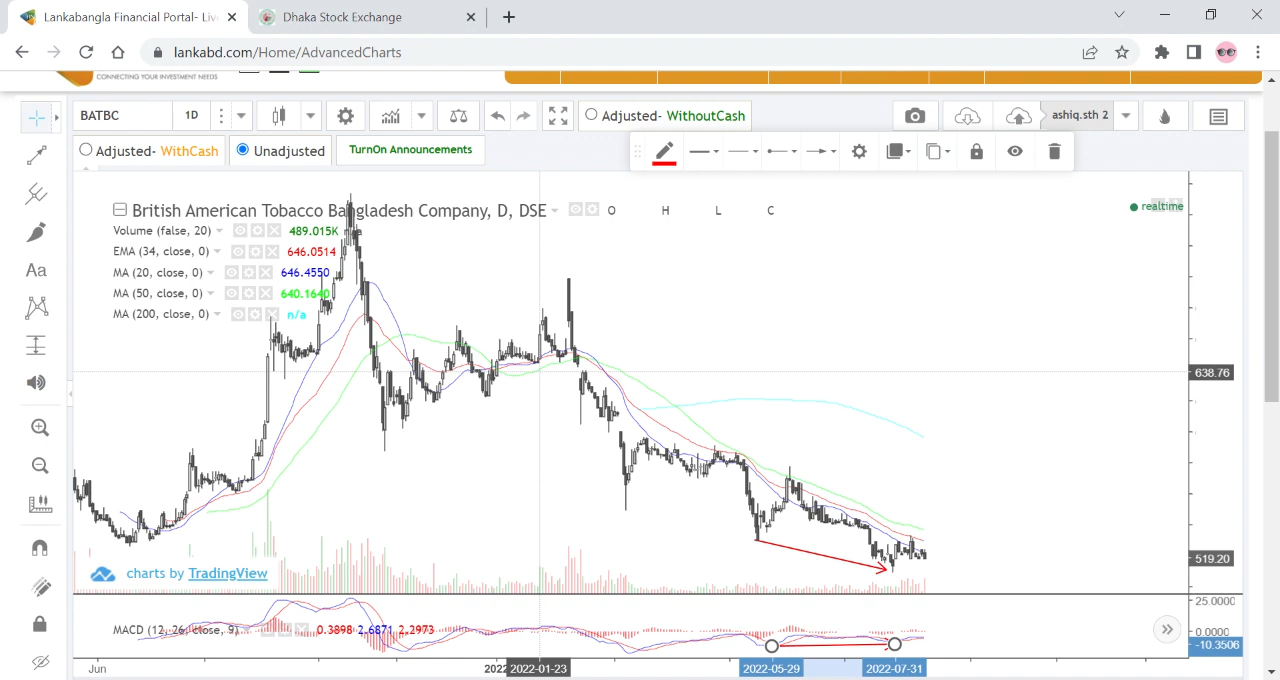 Lankabangla Financial Portal- Liv
Dhaka Stock Exchange
lankabd.com/Home/AdvancedCharts
CONNECTING YOUR INVESTMENT NEEDS
BATBC
1D
Adjusted- WithoutCash
ashiq.sth 2
Adjusted- WithCash
Unadjusted
TurnOn Announcements
British American Tobacco Bangladesh Company, D, DSE
O H L C
realtime
Volume (false, 20) 489.015K
EMA (34, close, 0) 646.0514
MA (20, close, 0) 646.4550
MA (50, close, 0) 640.1640
MA (200, close, 0) n/a
Aa
638.76
519.20
charts by TradingView
25.0000
MACD (12, 26, close, 9) 0.3898 2.6871 2.2973
0.0000
-10.3506
Jun
2022
2022-01-23
2022-05-29
2022-07-31